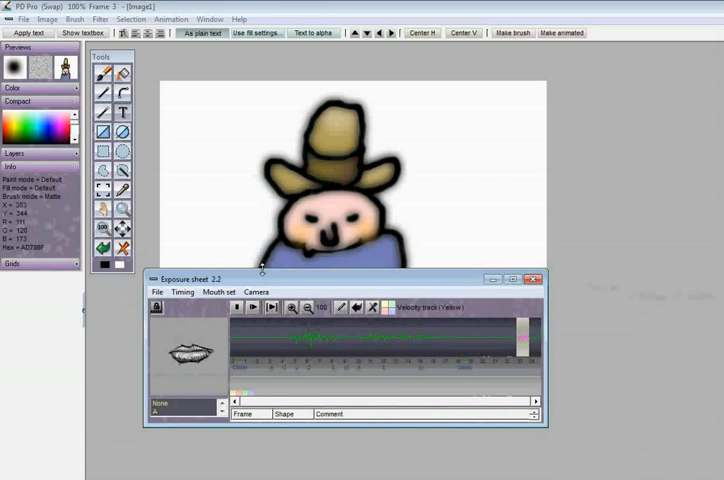 PD Pro (Swap) 100% Frame 3 - [Image1]
File Image Brush Filter Selection Animation Window Help
Apply text Show textbox As plain text Use fill settings... Text to alpha Center H Center V Make brush Make animated
Previews
Color
Compact
Layers
Info
Paint mode = Default
Fill mode = Default
Brush mode = Matte
X = 383
Y = 344
R = 111
G = 120
B = 173
Hex = AD786F
Grids
Tools
100
Exposure sheet 2.2
File Timing Mouth set Camera
100 Velocity track (Yellow)
None
A
Frame Shape Comment